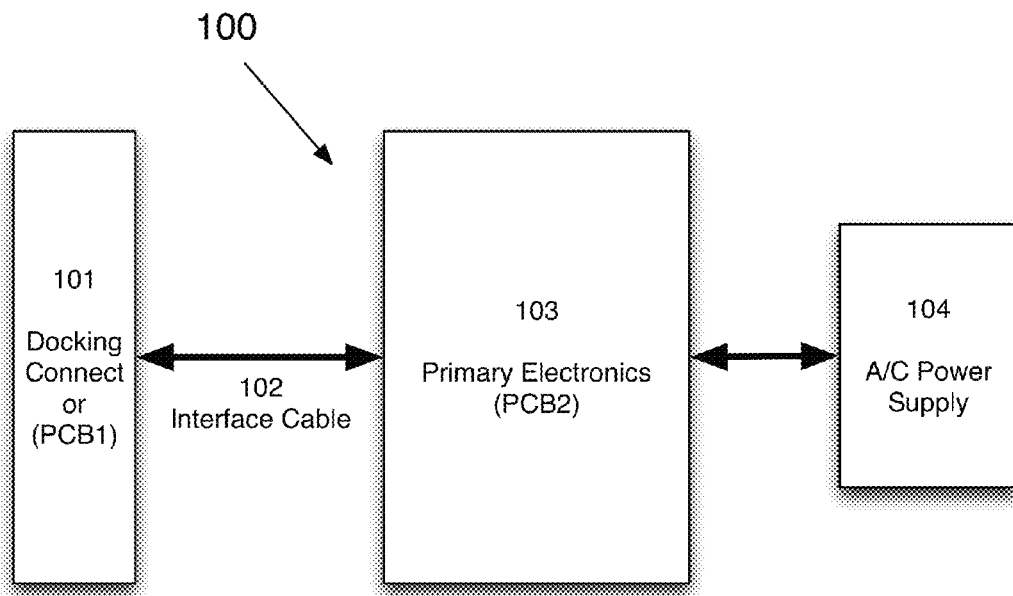 100
101
Docking
Connect
or
(PCB1)
102
Interface Cable
103
Primary Electronics
(PCB2)
104
A/C Power
Supply